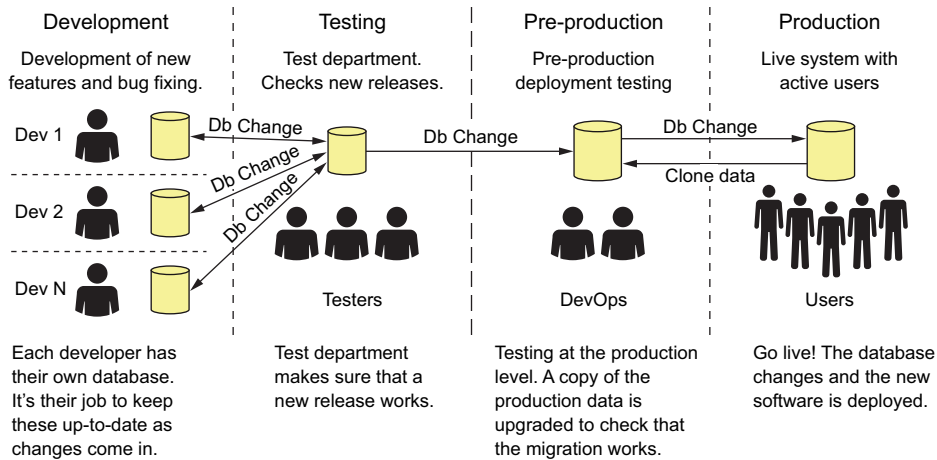 Development
Development of new
features and bug fixing.
Dev 1
Dev 2
Dev N
Each developer has
their own database.
It's their job to keep
these up-to-date as
changes come in.
Db Change
Db Change
Db Change
Testing
Test department.
Checks new releases.
Testers
Test department
makes sure that a
new release works.
Db Change
Pre-production
Pre-production
deployment testing
DevOps
Testing at the production
level. A copy of the
production data is
upgraded to check that
the migration works.
Db Change
Clone data
Production
Live system with
active users
Users
Go live! The database
changes and the new
software is deployed.